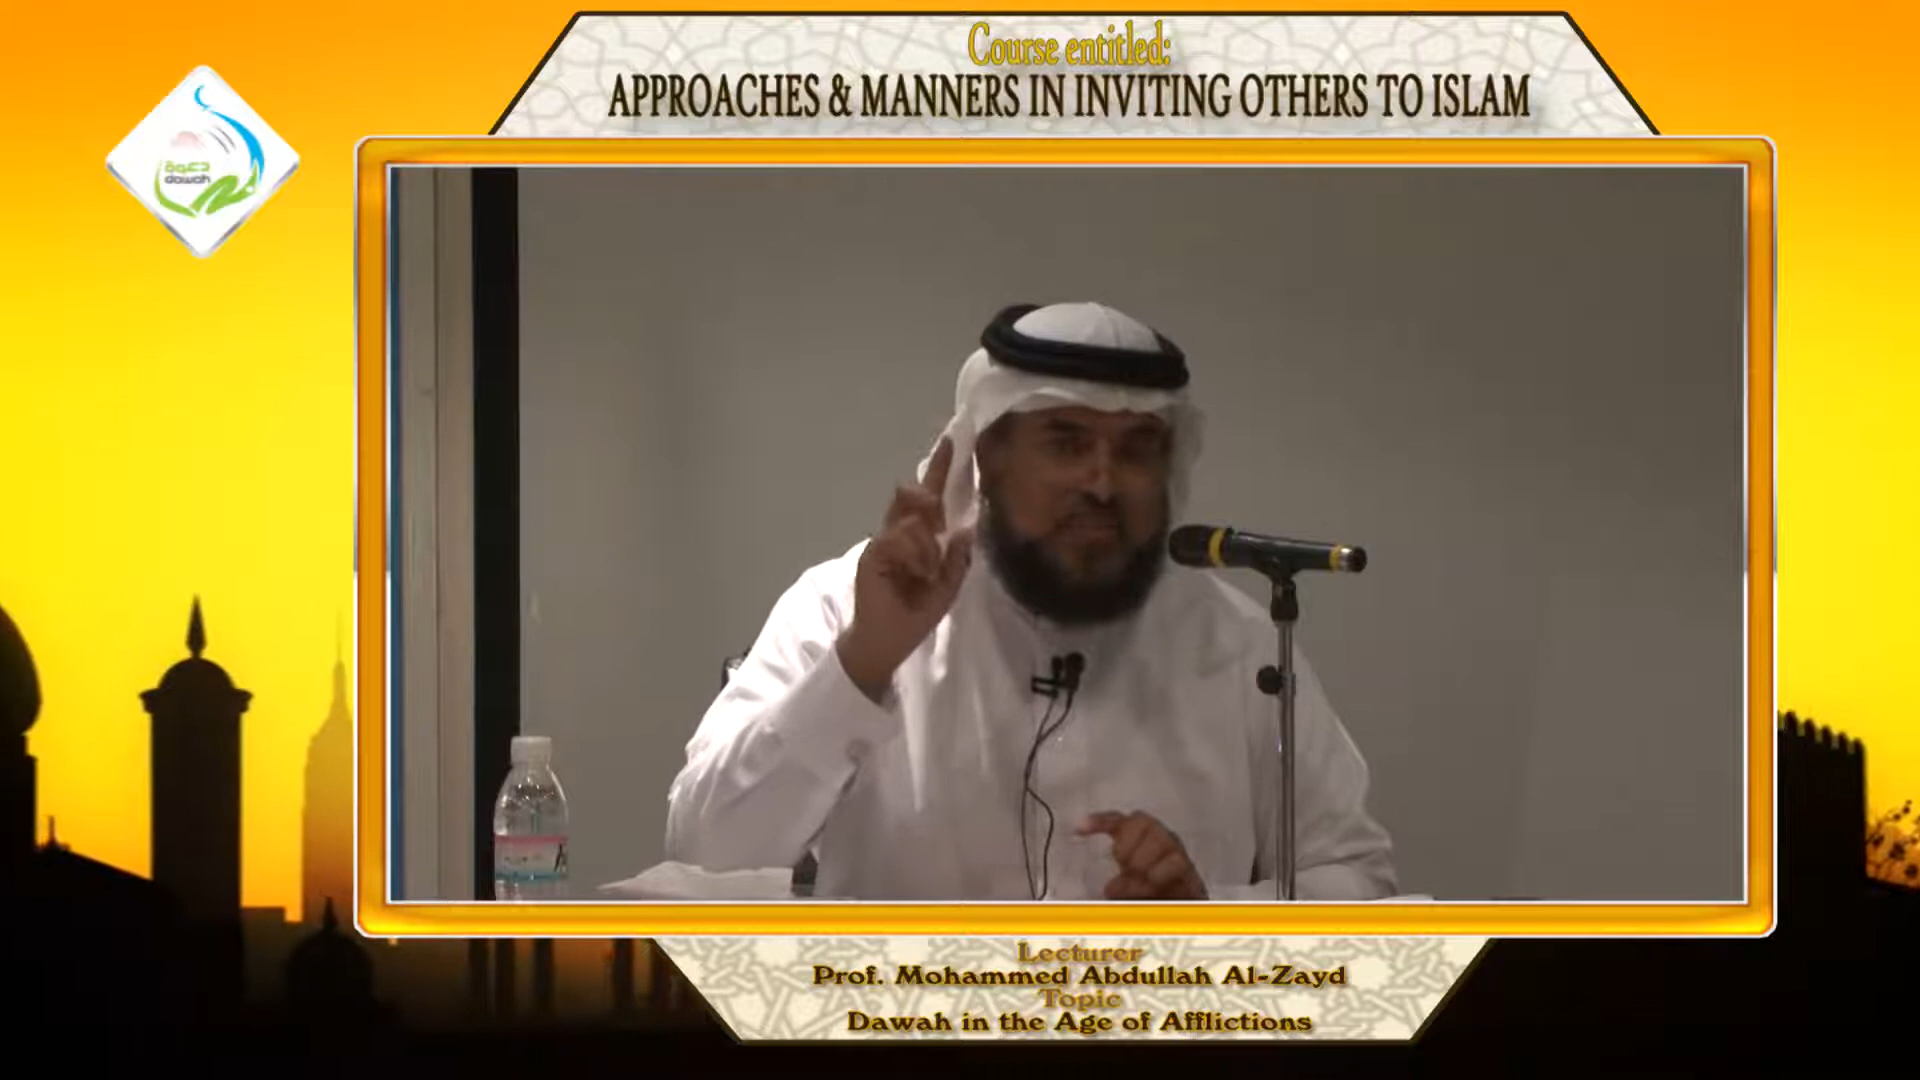 Course entitled:
APPROACHES & MANNERS IN INVITING OTHERS TO ISLAM
دعوة
dawah
Lecturer
Prof. Mohammed Abdullah Al-Zayd
Topic
Dawah in the Age of Afflictions